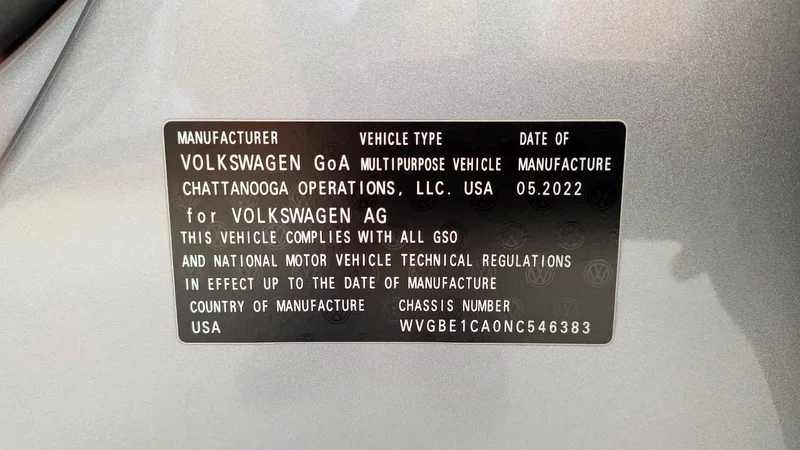 MANUFACTURER VEHICLE TYPE DATE OF
VOLKSWAGEN GoA MULTIPURPOSE VEHICLE MANUFACTURE
CHATTANOOGA OPERATIONS, LLC. USA 05.2022
for VOLKSWAGEN AG
THIS VEHICLE COMPLIES WITH ALL GSO
AND NATIONAL MOTOR VEHICLE TECHNICAL REGULATIONS
IN EFFECT UP TO THE DATE OF MANUFACTURE
COUNTRY OF MANUFACTURE CHASSIS NUMBER
USA WVGBE1CA0NC546383